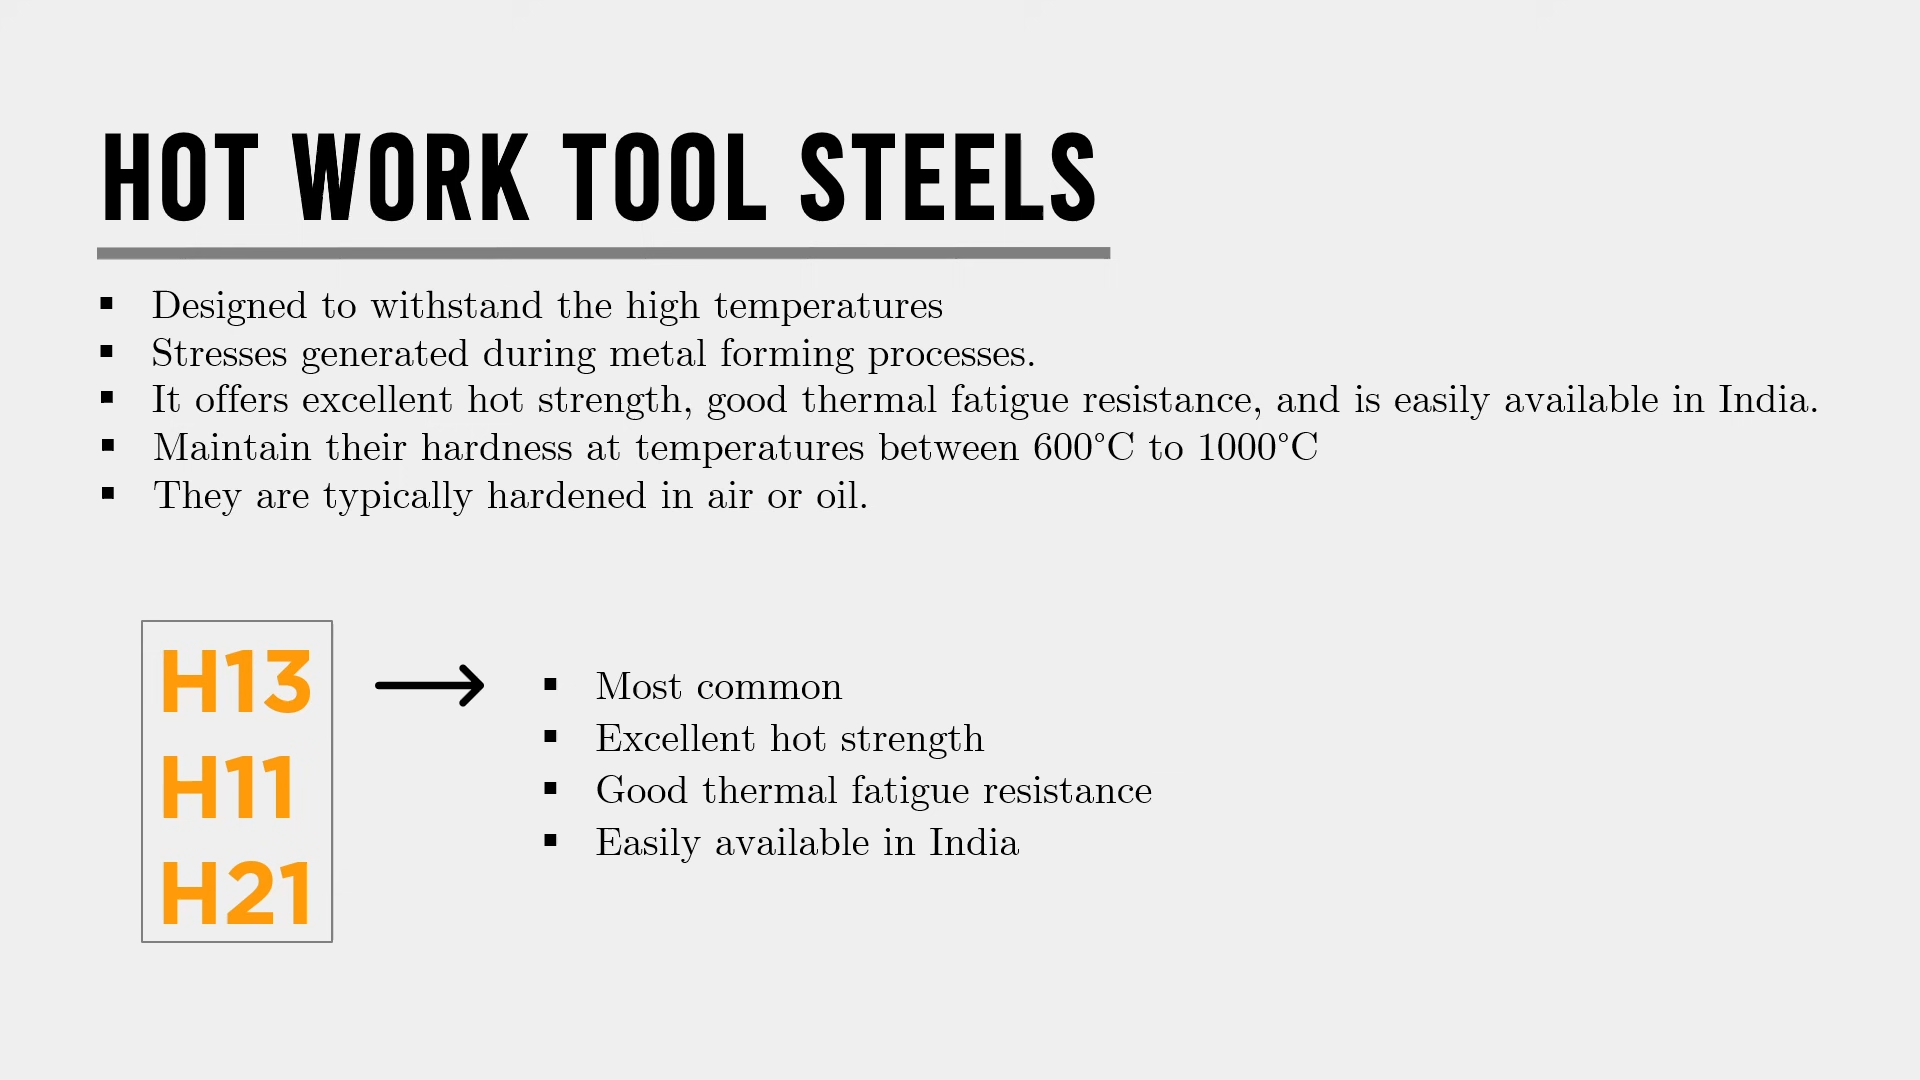 HOT WORK TOOL STEELS
▪ Designed to withstand the high temperatures
▪ Stresses generated during metal forming processes.
▪ It offers excellent hot strength, good thermal fatigue resistance, and is easily available in India.
▪ Maintain their hardness at temperatures between 600°C to 1000°C
▪ They are typically hardened in air or oil.
H13
H11
H21
▪ Most common
▪ Excellent hot strength
▪ Good thermal fatigue resistance
▪ Easily available in India